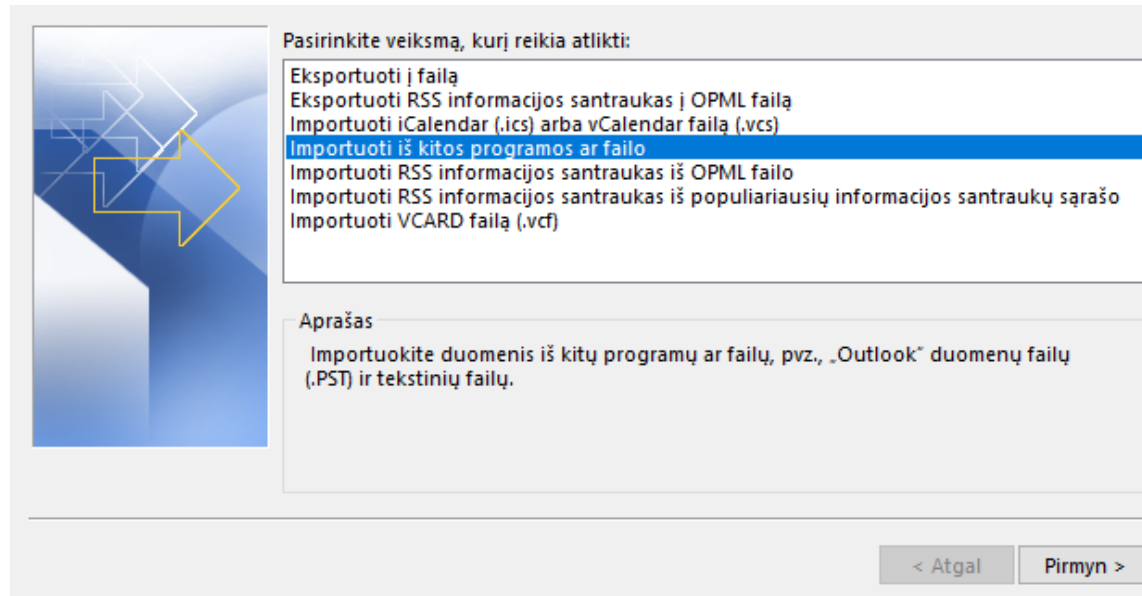 Pasirinkite veiksmą, kurį reikia atlikti:
Eksportuoti į failą
Eksportuoti RSS informacijos santraukas į OPML failą
Importuoti iCalendar (.ics) arba vCalendar failą (.vcs)
Importuoti iš kitos programos ar failo
Importuoti RSS informacijos santraukas iš OPML failo
Importuoti RSS informacijos santraukas iš populiariausių informacijos santraukų sąrašo
Importuoti VCARD failą (.vcf)
Aprašas
Importuokite duomenis iš kitų programų ar failų, pvz., „Outlook“ duomenų failų
(.PST) ir tekstinių failų.
< Atgal
Pirmyn >